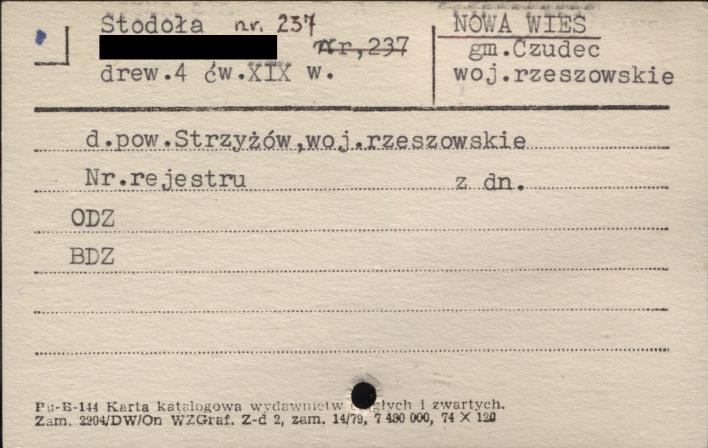 Stodoła nr. 237
Nr, 237
drew.4 ćw.XIX w.
NOWA WIEŚ
gm.Czudec
woj.rzeszowskie
d.pow.Strzyżów,woj.rzeszowskie
Nr.rejestru z dn.
ODZ
BDZ
Pu-B-144 Karta katalogowa wydawnictw ciągłych i zwartych.
Zam. 2204/DW/On WZGraf. Z-d 2, zam. 14/79, 7 480 000, 74 X 120